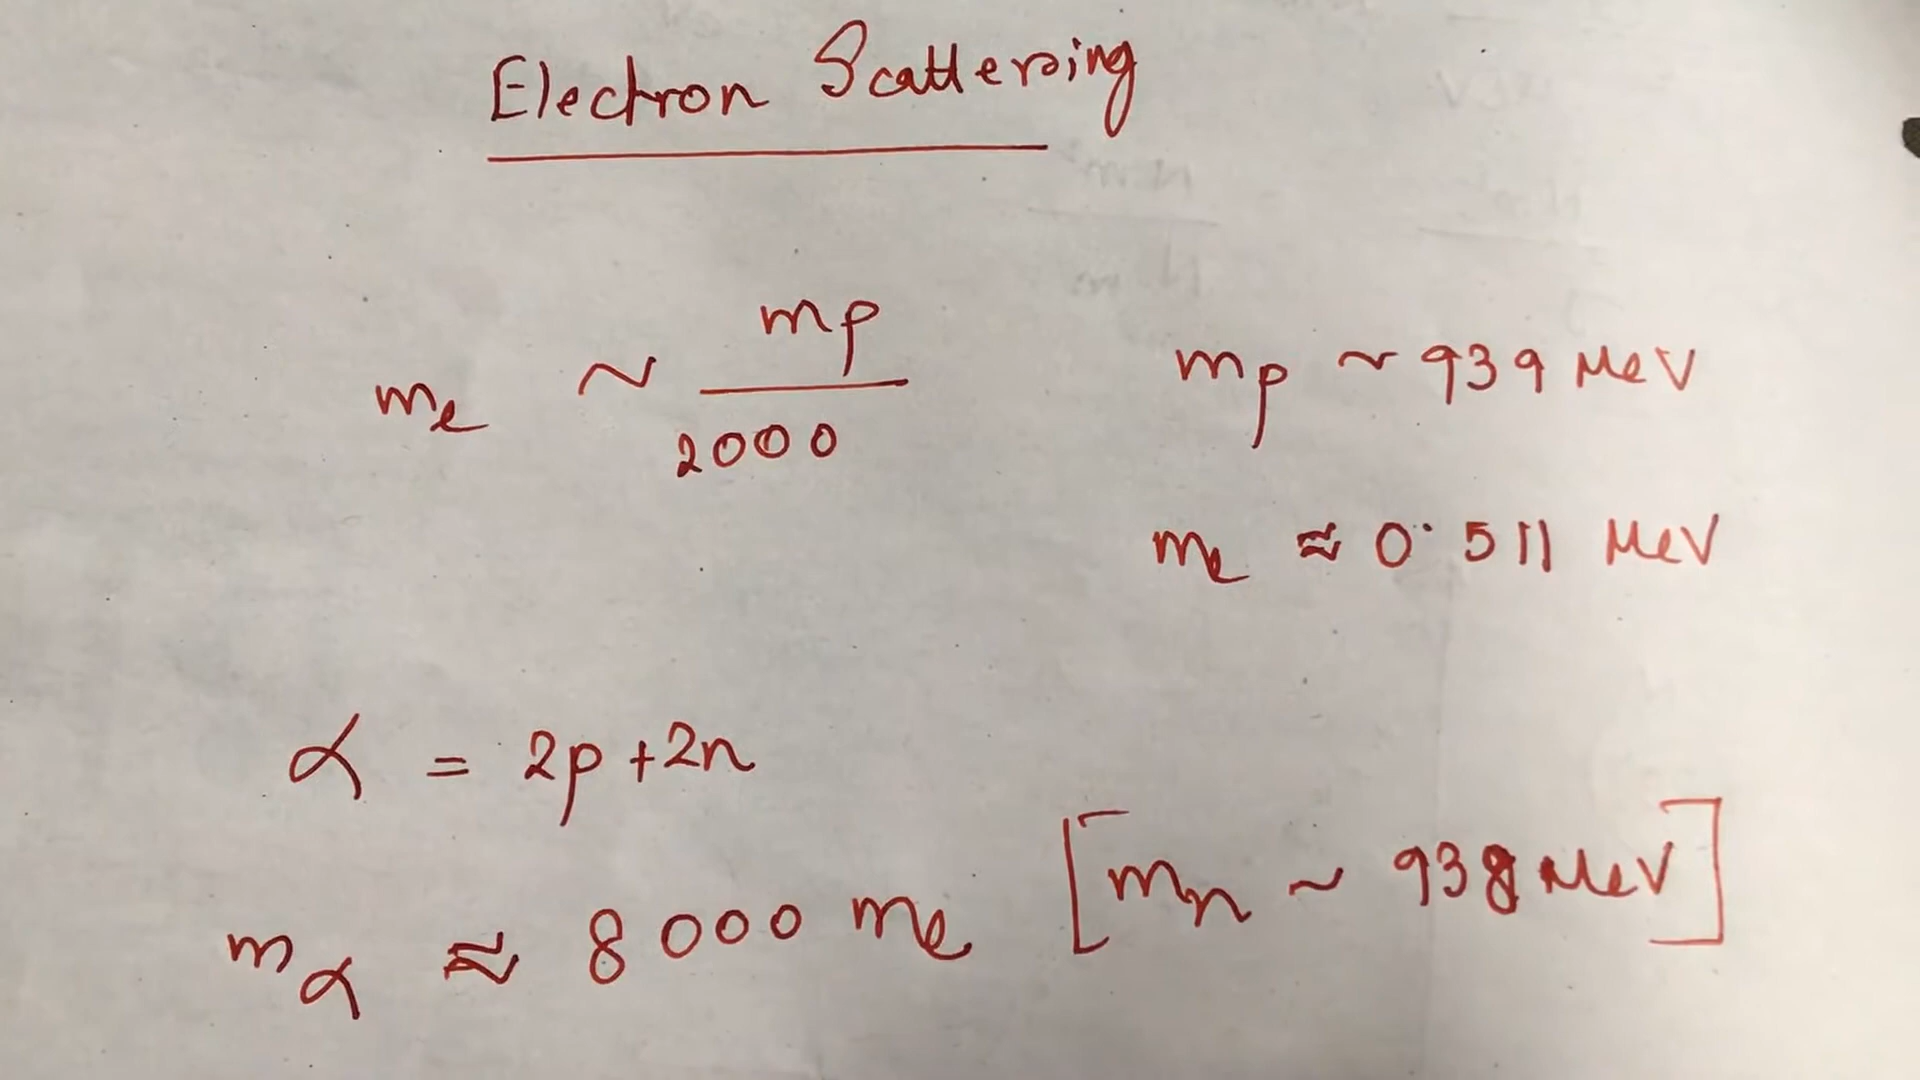 Electron Scattering
me ~ mp / 2000
mp ~ 939 MeV
me ≈ 0.511 MeV
α = 2p+2n
mα ≈ 8000 me
[mn ~ 938 MeV]